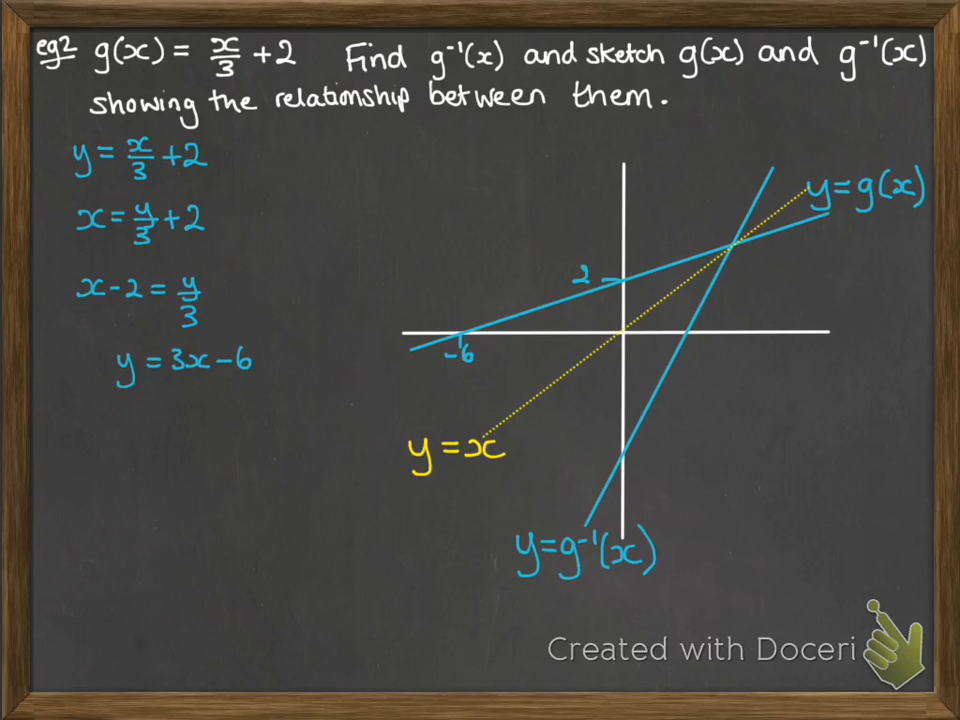 eg2 g(x) = x/3 + 2 Find g⁻¹(x) and sketch g(x) and g⁻¹(x)
showing the relationship between them.
y = x/3 + 2
x = y/3 + 2
x - 2 = y/3
y = 3x - 6
y = g(x)
2
-6
y = x
y = g⁻¹(x)
Created with Doceri